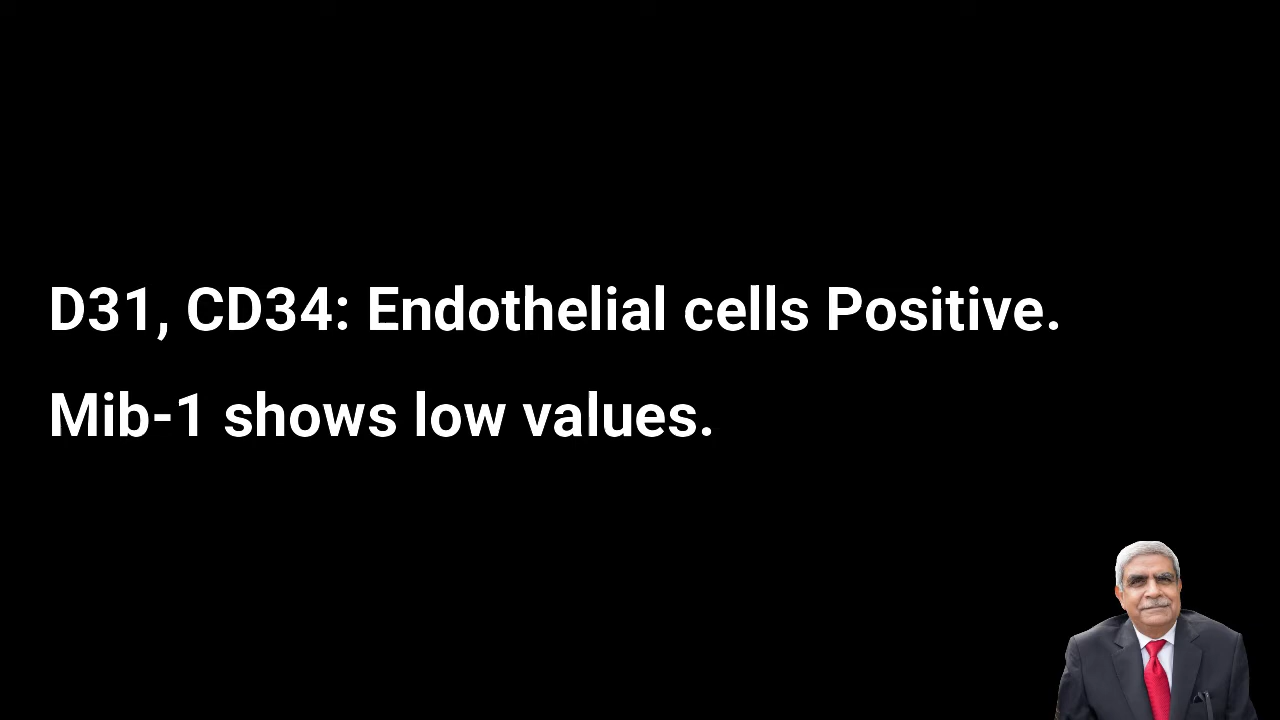 D31, CD34: Endothelial cells Positive.
Mib-1 shows low values.